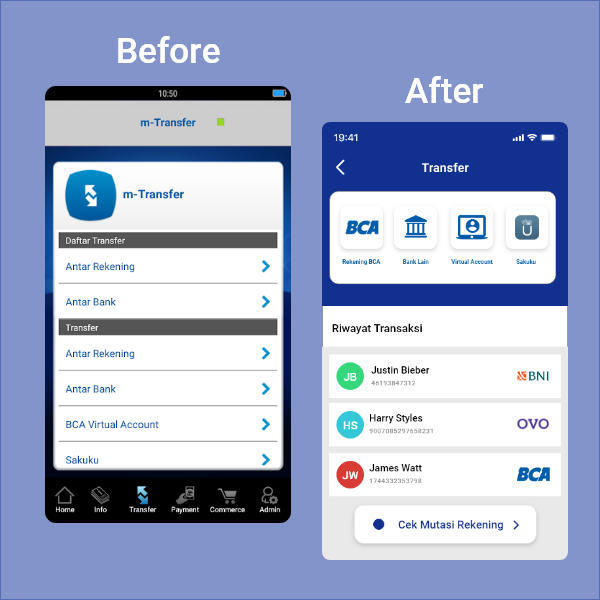 Before
After
10:50
m-Transfer
m-Transfer
Daftar Transfer
Antar Rekening
Antar Bank
Transfer
Antar Rekening
Antar Bank
BCA Virtual Account
Sakuku
Home Info Transfer Payment Commerce Admin
19:41
Transfer
BCA
Rekening BCA Bank Lain Virtual Account Sakuku
Riwayat Transaksi
JB Justin Bieber BNI
46193847312
HS Harry Styles OVO
9007085297658231
JW James Watt BCA
1744332353798
Cek Mutasi Rekening